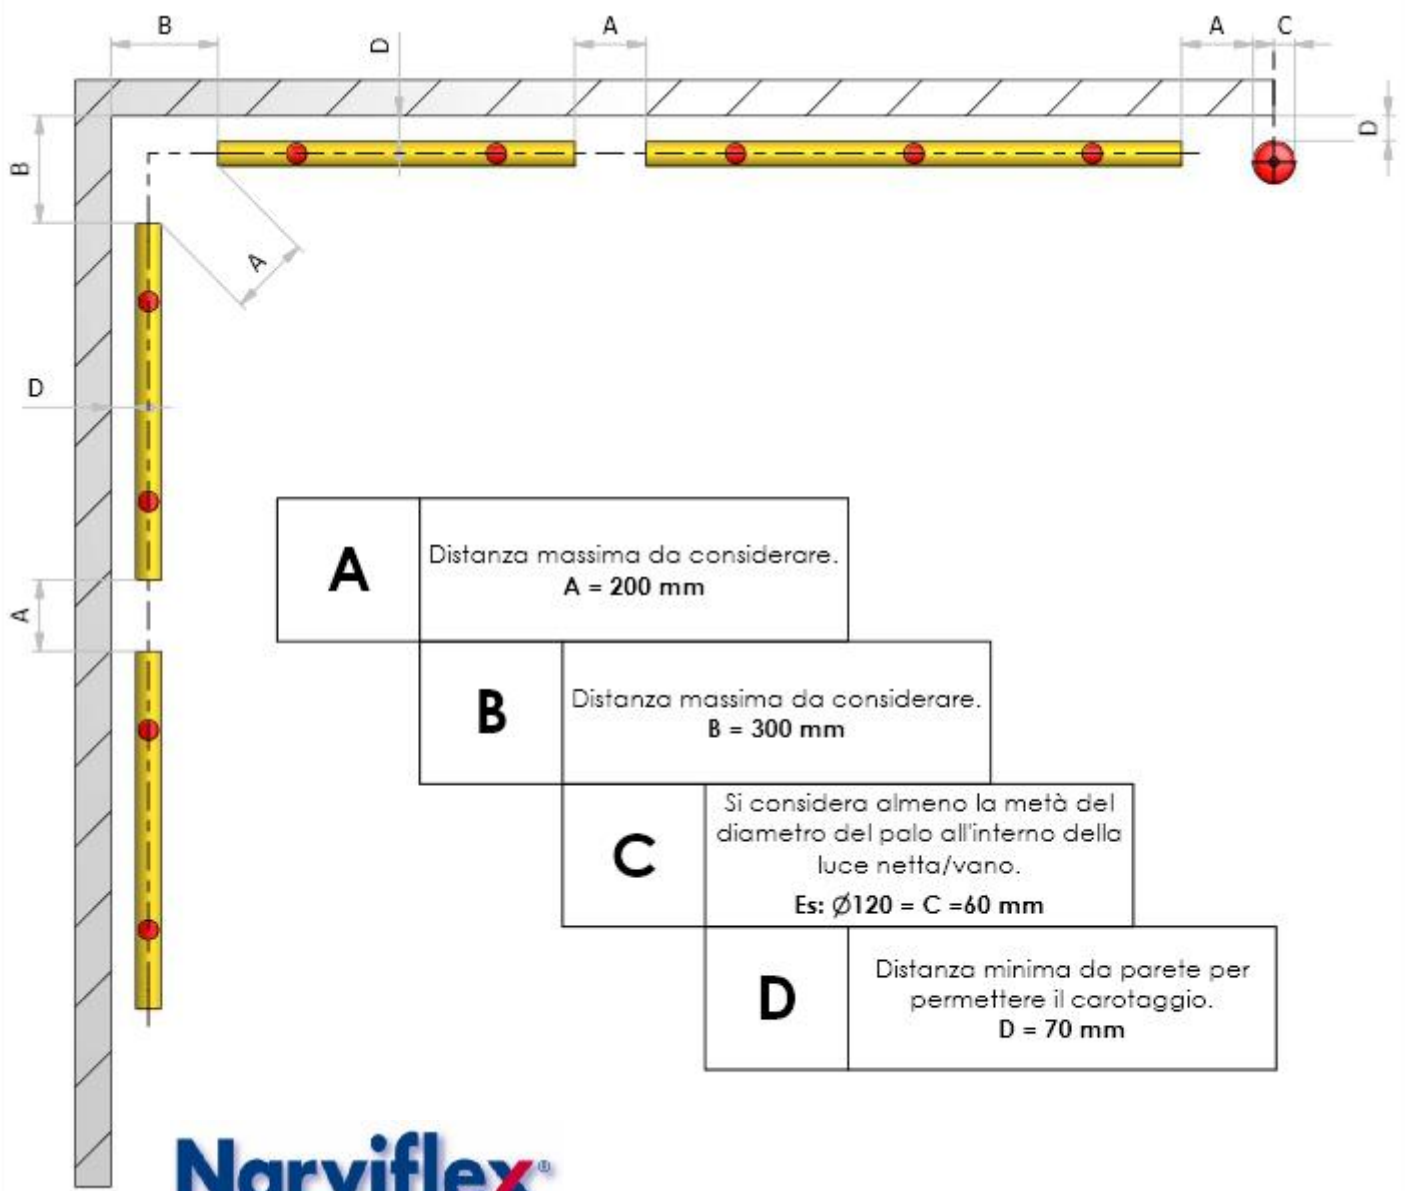 B
D
A
A
C
B
D
A
D
A
A
Distanza massima da considerare.
A = 200 mm
B
Distanza massima da considerare.
B = 300 mm
C
Si considera almeno la metà del
diametro del palo all'interno della
luce netta/vano.
Es: Ø120 = C =60 mm
D
Distanza minima da parete per
permettere il carotaggio.
D = 70 mm
Narviflex®